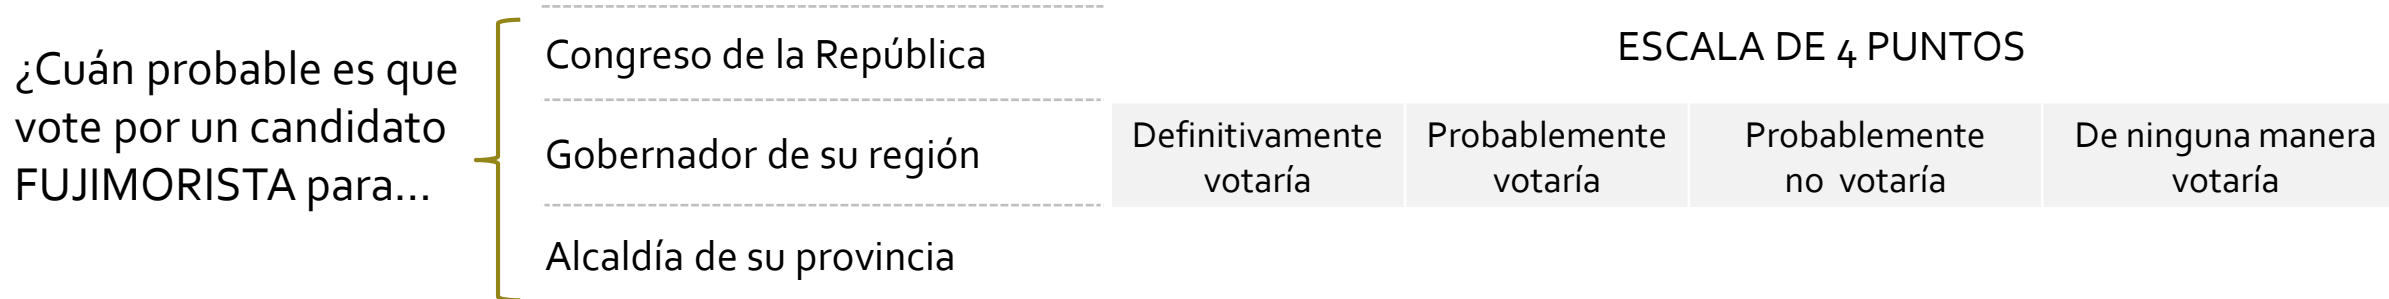 ¿Cuán probable es que
vote por un candidato
FUJIMORISTA para...
Congreso de la República
Gobernador de su región
Alcaldía de su provincia
ESCALA DE 4 PUNTOS
Definitivamente
votaría
Probablemente
votaría
Probablemente
no votaría
De ninguna manera
votaría